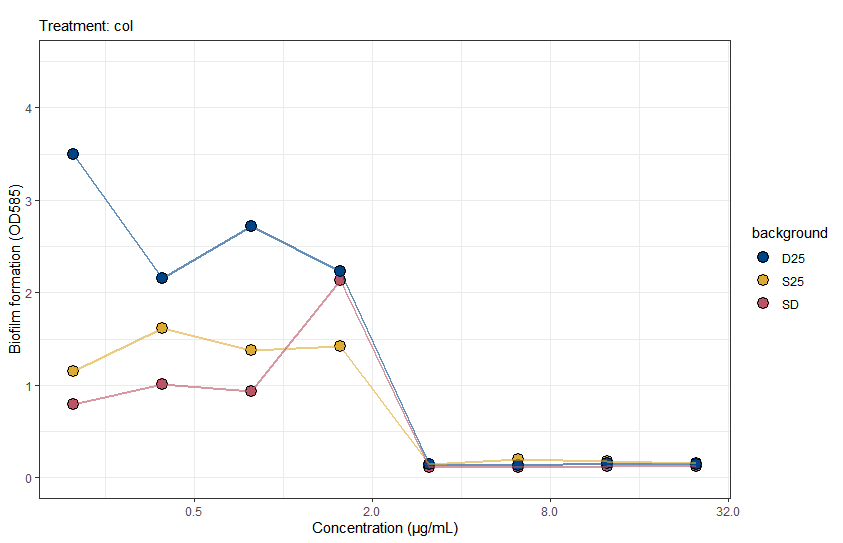 Treatment: col
Biofilm formation (OD585)
4
3
2
1
0
0.5
2.0
8.0
32.0
Concentration (µg/mL)
background
D25
S25
SD